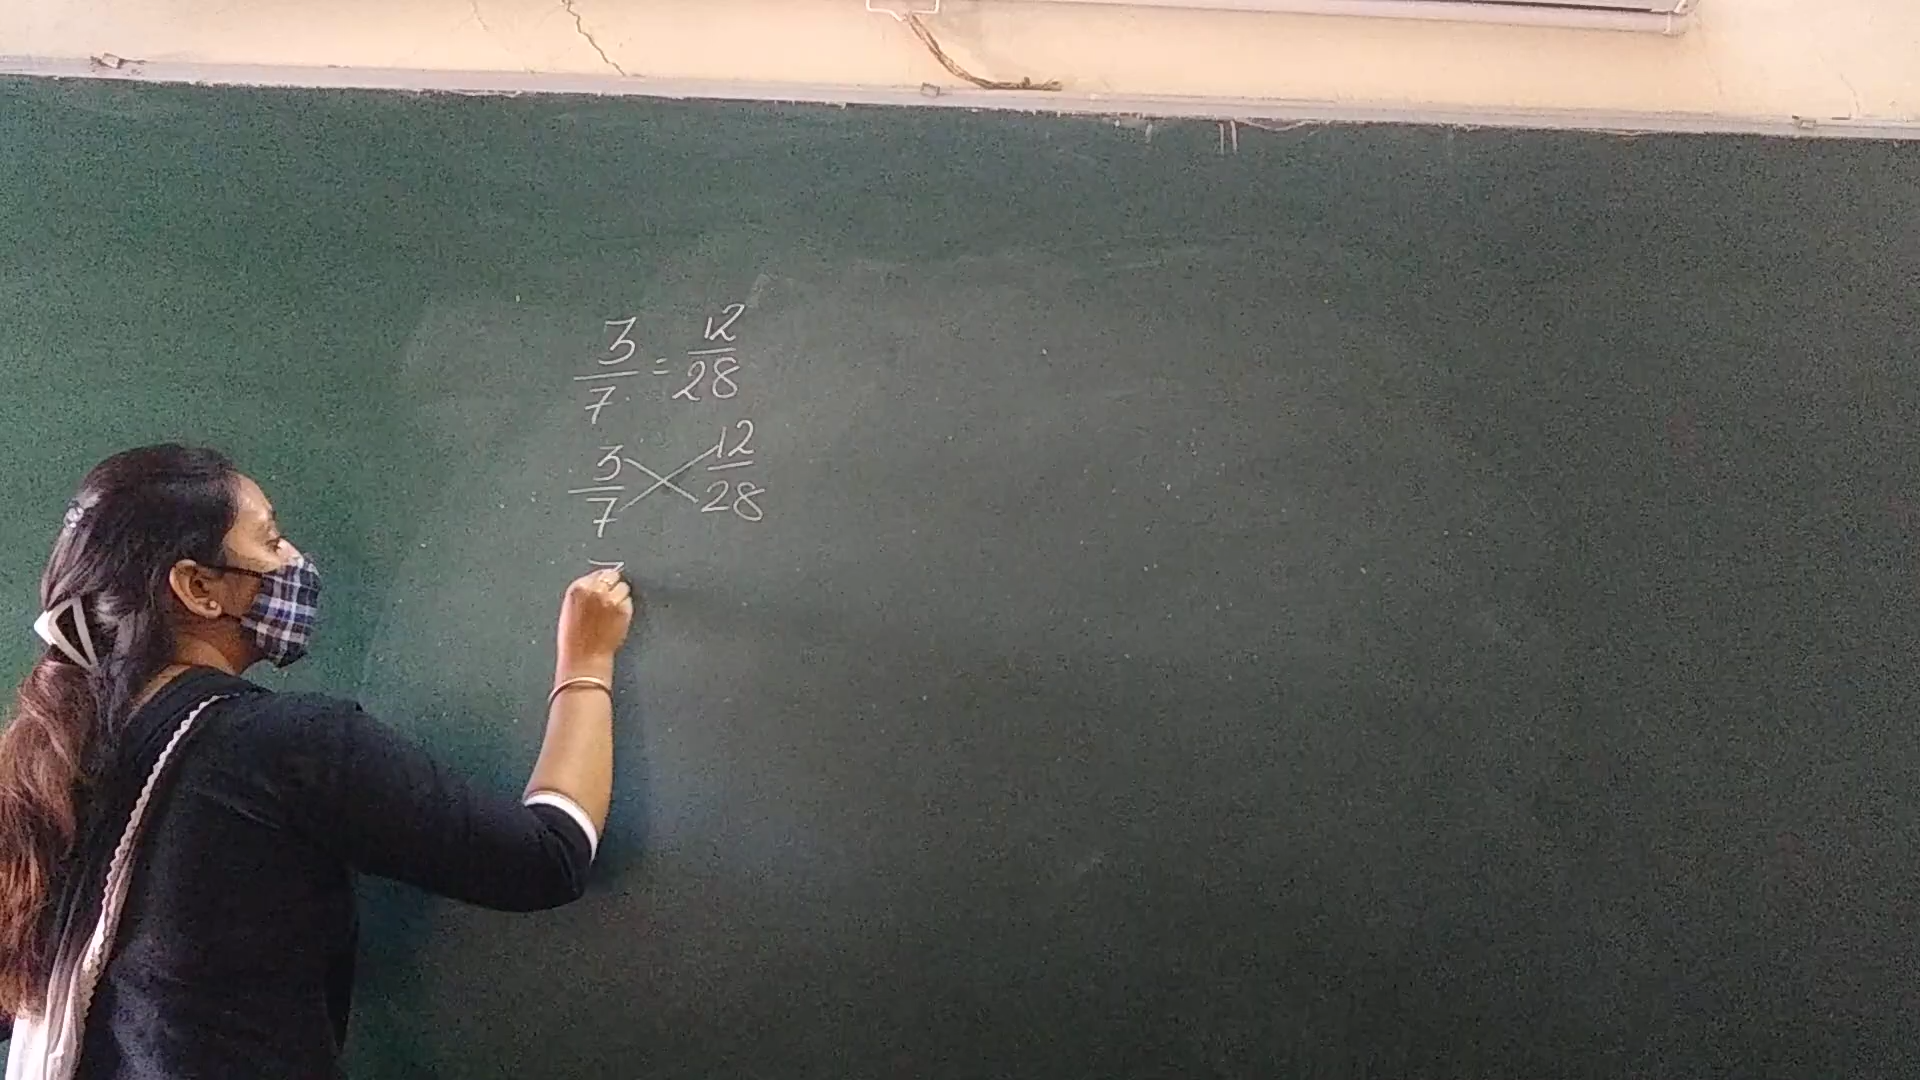 3/7 = 12/28
3/7 × 12/28